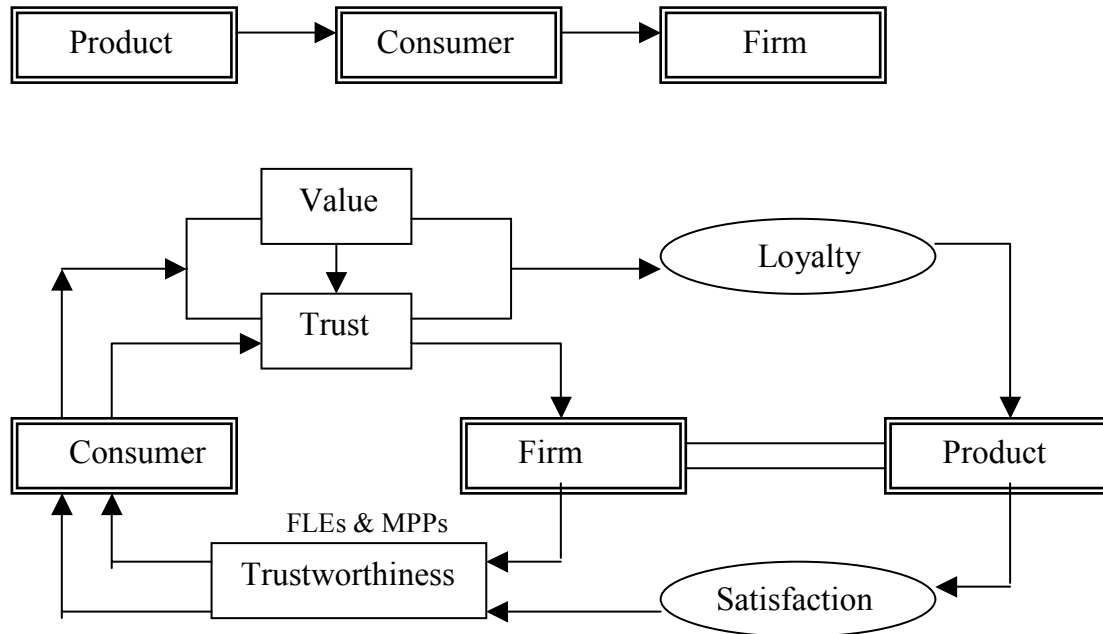 Product
Consumer
Firm
Value
Loyalty
Trust
Consumer
Firm
Product
FLEs & MPPs
Trustworthiness
Satisfaction